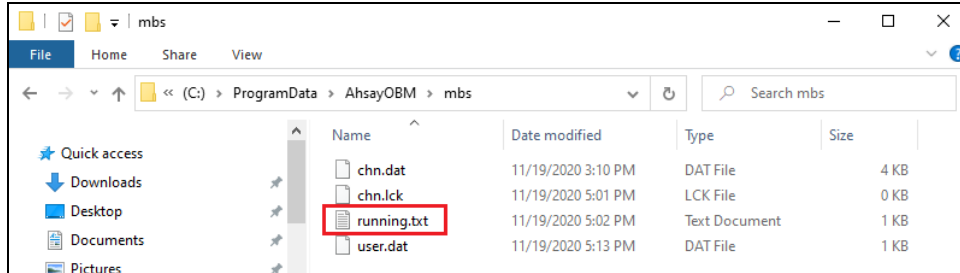 mbs
File Home Share View
« (C:) › ProgramData › AhsayOBM › mbs Search mbs
Name Date modified Type Size
Quick access
chn.dat 11/19/2020 3:10 PM DAT File 4 KB
Downloads
chn.lck 11/19/2020 5:01 PM LCK File 0 KB
Desktop
running.txt 11/19/2020 5:02 PM Text Document 1 KB
Documents
user.dat 11/19/2020 5:13 PM DAT File 1 KB
Pictures